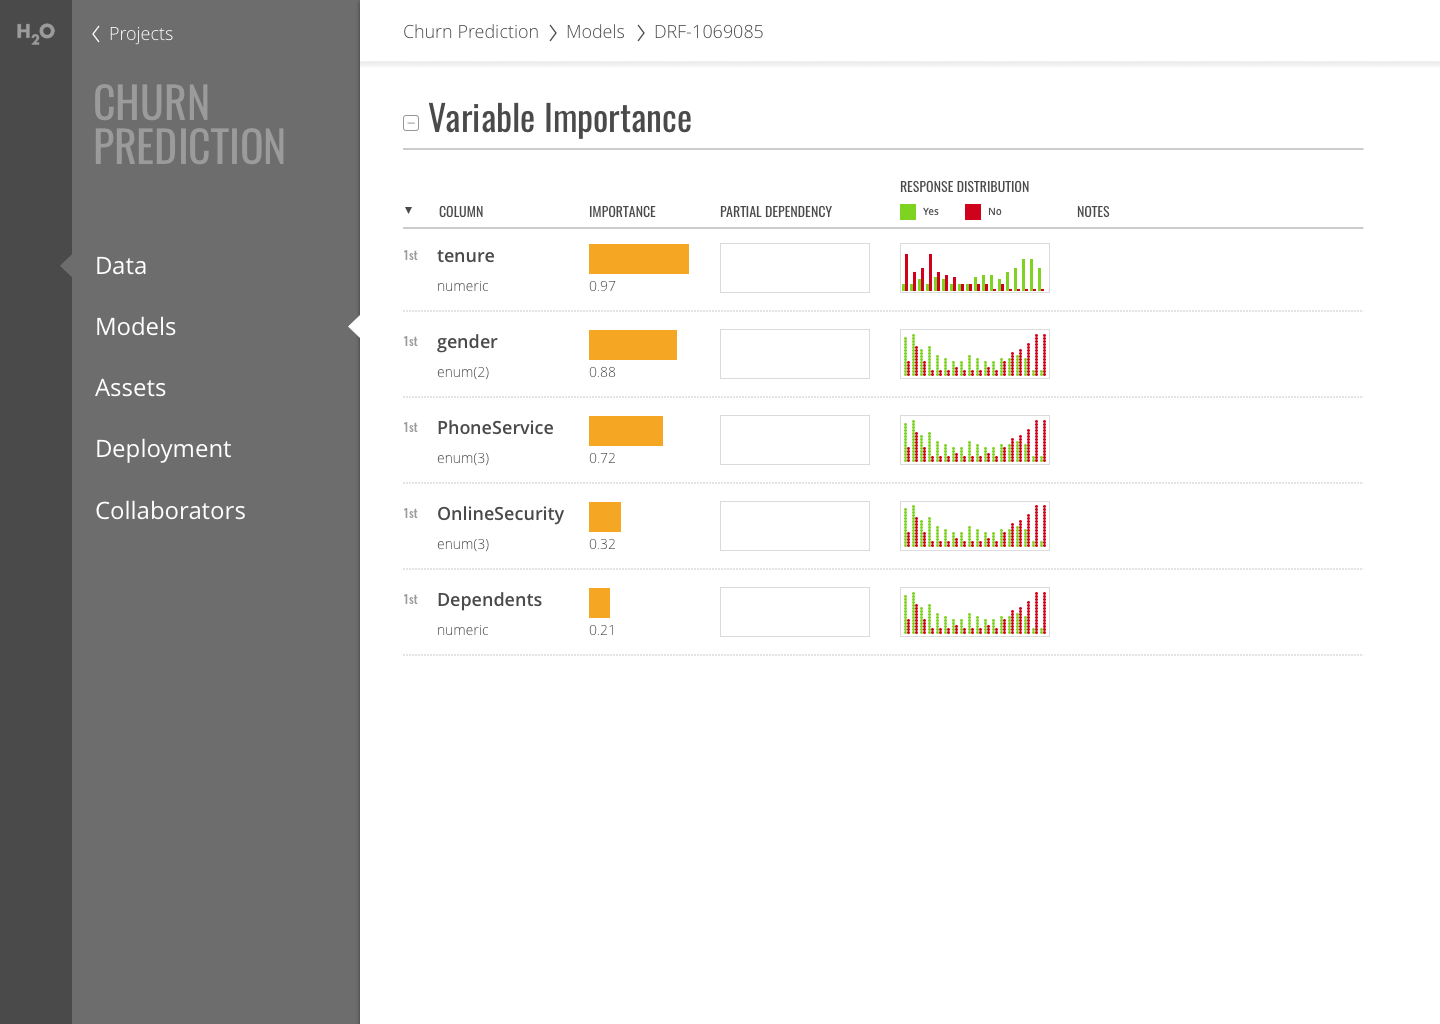 H2O
Projects
CHURN
PREDICTION
Data
Models
Assets
Deployment
Collaborators
Churn Prediction Models DRF-1069085
Variable Importance
RESPONSE DISTRIBUTION
COLUMN IMPORTANCE PARTIAL DEPENDENCY Yes No NOTES
1st tenure
numeric 0.97
1st gender
enum(2) 0.88
1st PhoneService
enum(3) 0.72
1st OnlineSecurity
enum(3) 0.32
1st Dependents
numeric 0.21